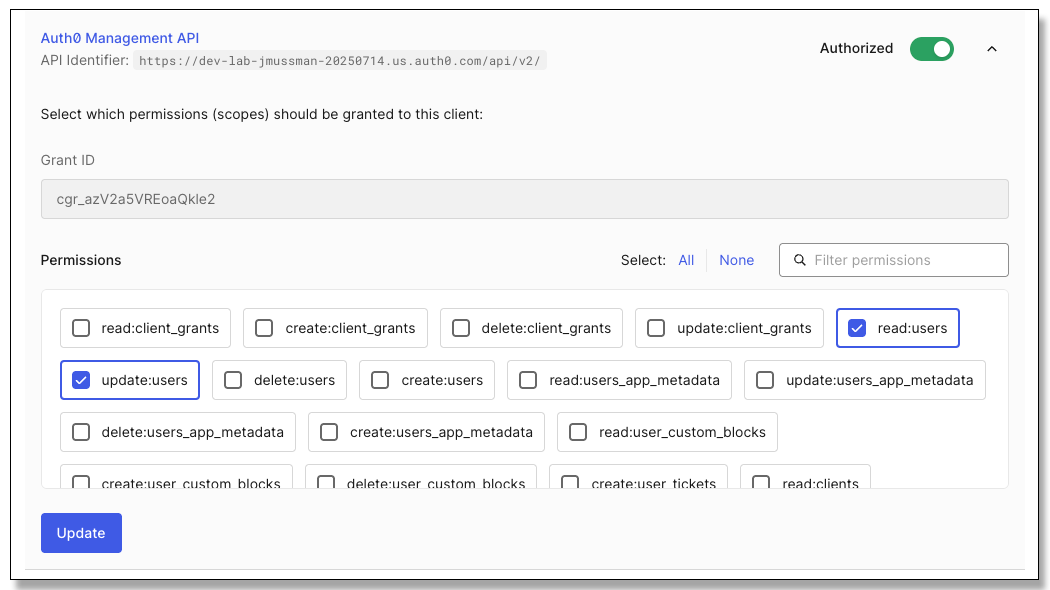 Auth0 Management API
API Identifier: https://dev-lab-jmussman-20250714.us.auth0.com/api/v2/
Authorized
Select which permissions (scopes) should be granted to this client:
Grant ID
cgr_azV2a5VREoaQkle2
Permissions Select: All None Filter permissions
read:client_grants create:client_grants delete:client_grants update:client_grants read:users
update:users delete:users create:users read:users_app_metadata update:users_app_metadata
delete:users_app_metadata create:users_app_metadata read:user_custom_blocks
create:user_custom_blocks delete:user_custom_blocks create:user_tickets read:clients
Update